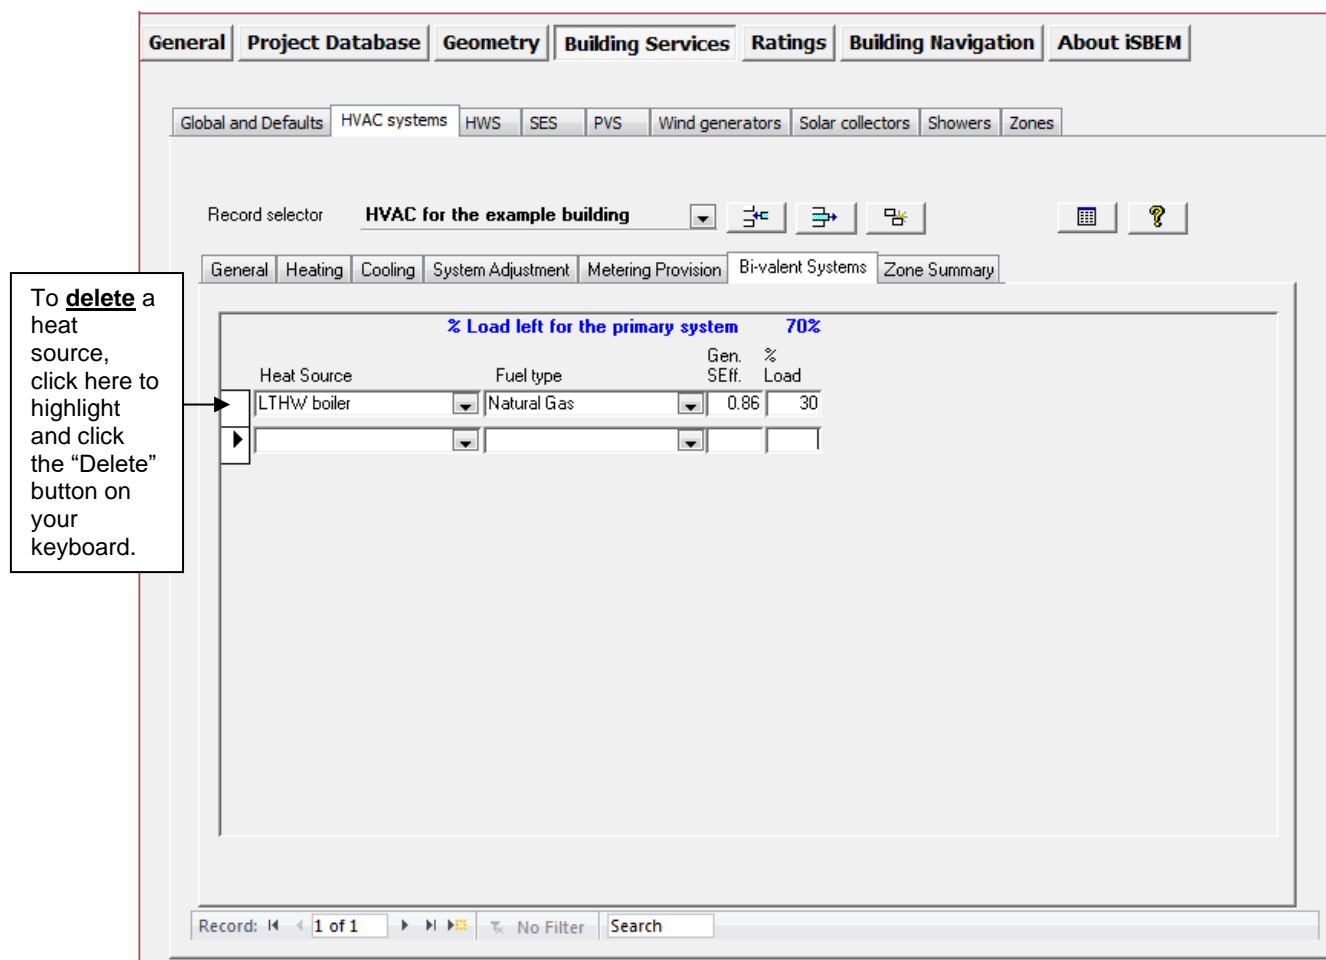 General Project Database Geometry Building Services Ratings Building Navigation About iSBEM
Global and Defaults HVAC systems HWS SES PVS Wind generators Solar collectors Showers Zones
Record selector HVAC for the example building
General Heating Cooling System Adjustment Metering Provision Bi-valent Systems Zone Summary
To delete a
heat
source,
click here to
highlight
and click
the “Delete”
button on
your
keyboard.
% Load left for the primary system 70%
Gen. %
Heat Source Fuel type SEff. Load
LTHW boiler Natural Gas 0.86 30
Record: 1 of 1 No Filter Search